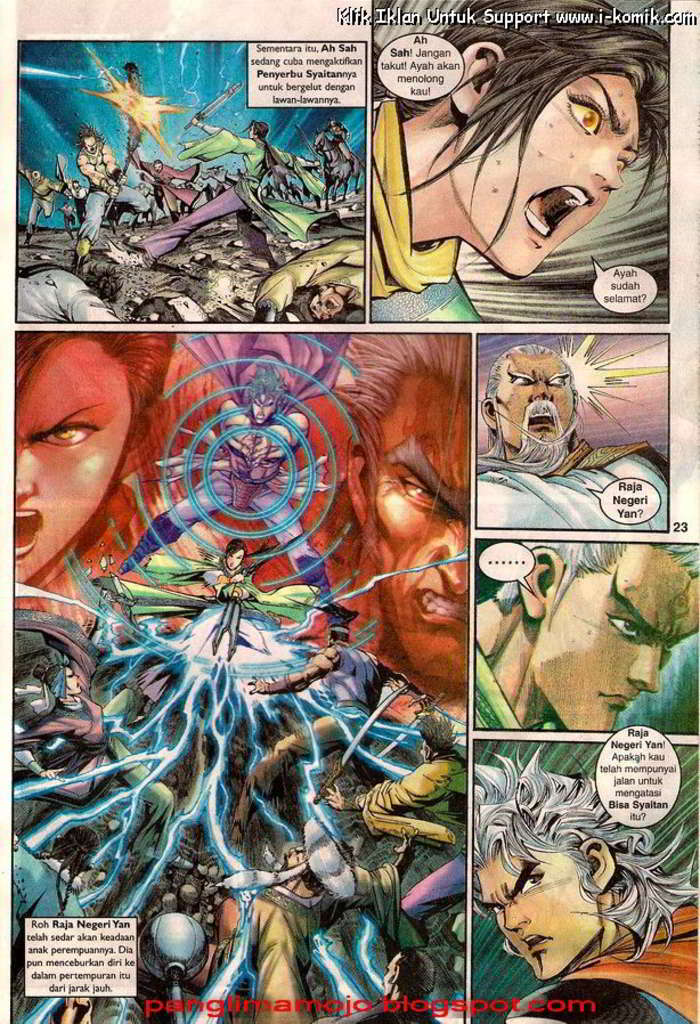 Klik Iklan Untuk Support www.i-komik.com
Sementara itu, Ah Sah
sedang cuba mengaktifkan
Penyerbu Syaitannya
untuk bergelut dengan
lawan-lawannya.
Ah
Sah! Jangan
takut! Ayah akan
menolong
kau!
Ayah
sudah
selamat?
Raja
Negeri
Yan?
23
......
Raja
Negeri Yan!
Apakah kau
telah mempunyai
jalan untuk
mengatasi
Bisa Syaitan
itu?
Roh Raja Negeri Yan
telah sedar akan keadaan
anak perempuannya. Dia
pun menceburkan diri ke
dalam pertempuran itu
dari jarak jauh.
panglimamojo.blogspot.com